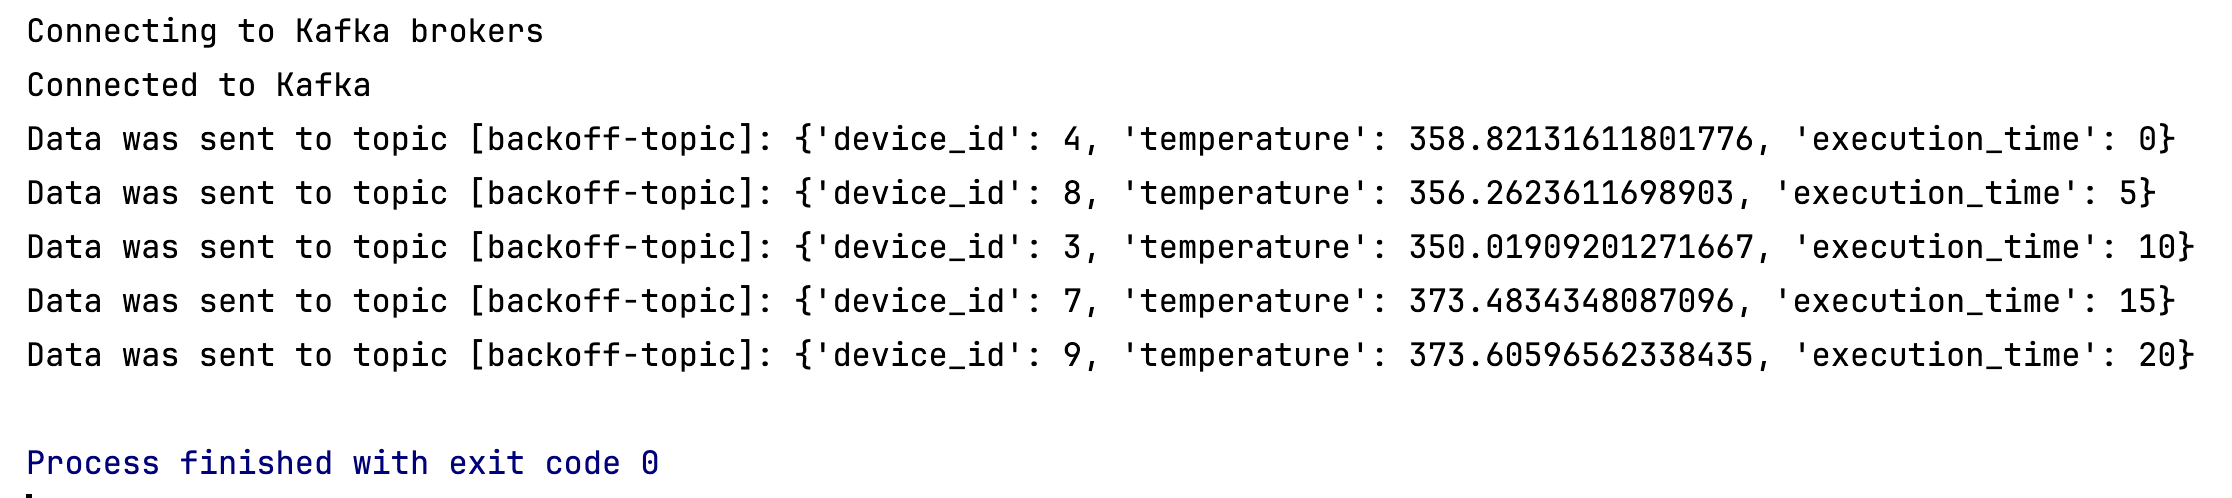 Connecting to Kafka brokers
Connected to Kafka
Data was sent to topic [backoff-topic]: {'device_id': 4, 'temperature': 358.82131611801776, 'execution_time': 0}
Data was sent to topic [backoff-topic]: {'device_id': 8, 'temperature': 356.2623611698903, 'execution_time': 5}
Data was sent to topic [backoff-topic]: {'device_id': 3, 'temperature': 350.01909201271667, 'execution_time': 10}
Data was sent to topic [backoff-topic]: {'device_id': 7, 'temperature': 373.4834348087096, 'execution_time': 15}
Data was sent to topic [backoff-topic]: {'device_id': 9, 'temperature': 373.60596562338435, 'execution_time': 20}
Process finished with exit code 0